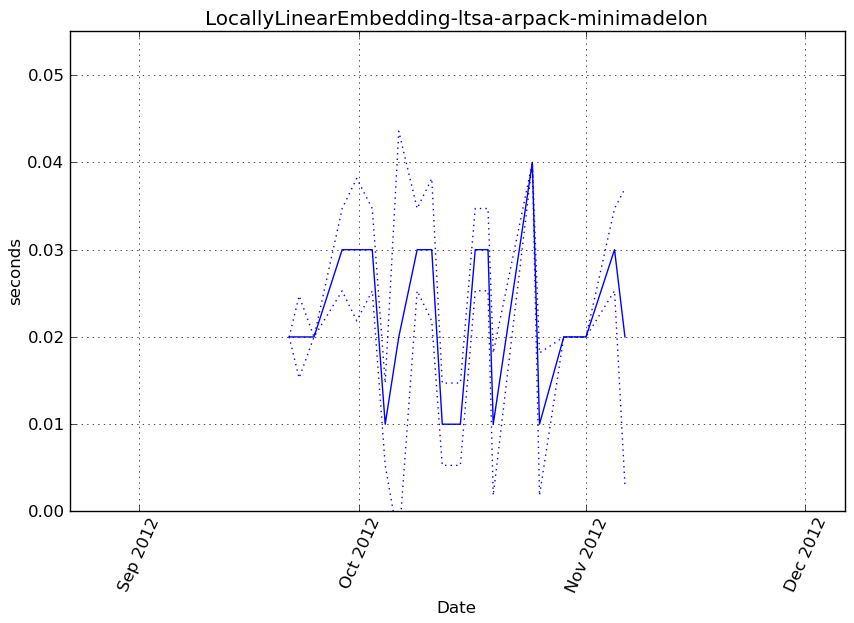 LocallyLinearEmbedding-ltsa-arpack-minimadelon
0.05
0.04
0.03
0.02
0.01
0.00
seconds
Sep 2012
Oct 2012
Nov 2012
Dec 2012
Date